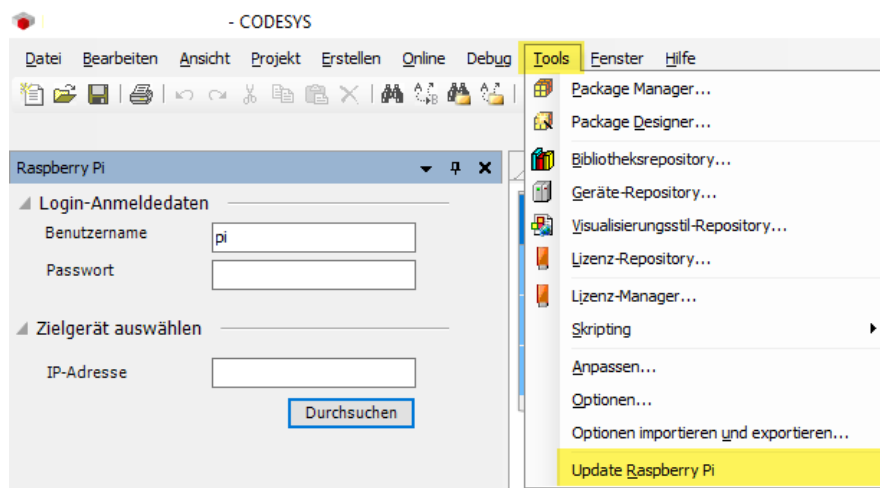 - CODESYS
Datei Bearbeiten Ansicht Projekt Erstellen Online Debug Tools Fenster Hilfe
Raspberry Pi
Login-Anmeldedaten
Benutzername pi
Passwort
Zielgerät auswählen
IP-Adresse
Durchsuchen
Package Manager...
Package Designer...
Bibliotheksrepository...
Geräte-Repository...
Visualisierungsstil-Repository...
Lizenz-Repository...
Lizenz-Manager...
Skripting
Anpassen...
Optionen...
Optionen importieren und exportieren...
Update Raspberry Pi